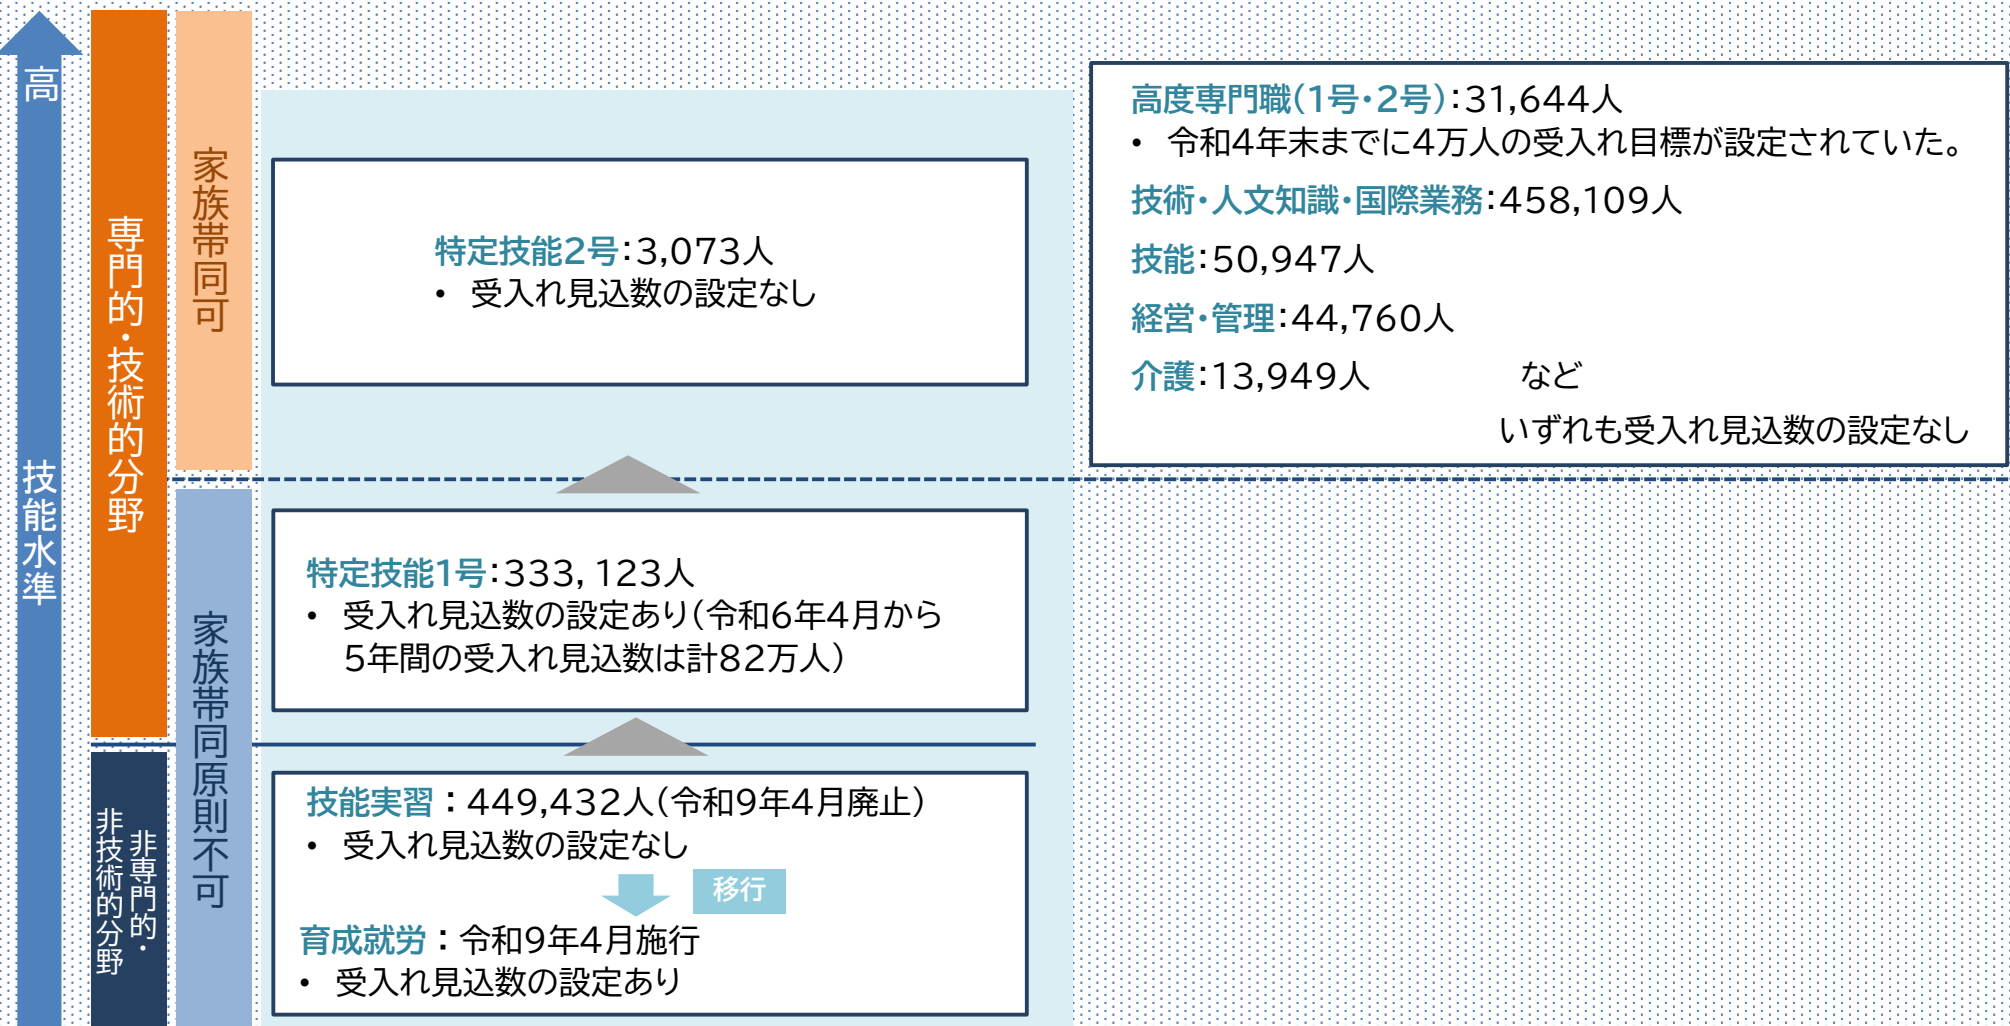 高
技能水準
専門的・技術的分野
非専門的・
非技術的分野
家族帯同可
家族帯同原則不可
特定技能2号：3,073人
• 受入れ見込数の設定なし
高度専門職(1号・2号)：31,644人
• 令和4年末までに4万人の受入れ目標が設定されていた。
技術・人文知識・国際業務：458,109人
技能：50,947人
経営・管理：44,760人
介護：13,949人 など
いずれも受入れ見込数の設定なし
特定技能1号：333,123人
• 受入れ見込数の設定あり(令和6年4月から
5年間の受入れ見込数は計82万人)
技能実習：449,432人(令和9年4月廃止)
• 受入れ見込数の設定なし
移行
育成就労：令和9年4月施行
• 受入れ見込数の設定あり